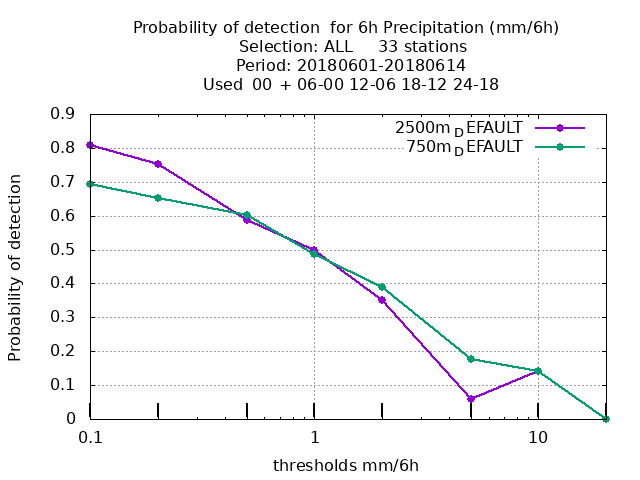 Probability of detection for 6h Precipitation (mm/6h)
Selection: ALL 33 stations
Period: 20180601-20180614
Used 00 + 06-00 12-06 18-12 24-18
2500m_DEFAULT
750m_DEFAULT
Probability of detection
0.9
0.8
0.7
0.6
0.5
0.4
0.3
0.2
0.1
0
0.1 1 10
thresholds mm/6h